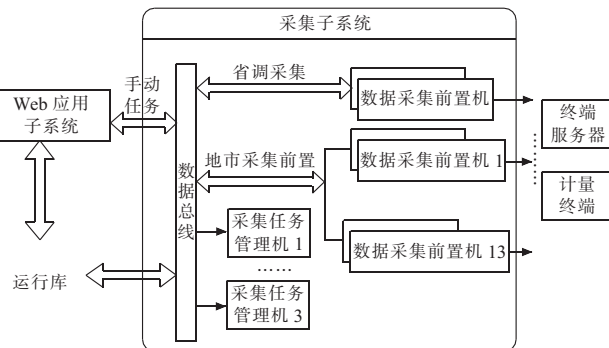 采集子系统
省调采集
手动
任务
数据采集前置机
Web 应用
子系统
终端
服务器
数据采集前置机 1
地市采集前置
数据总线
……
计量
终端
采集任务
管理机 1
数据采集前置机 13
运行库
……
采集任务
管理机 3